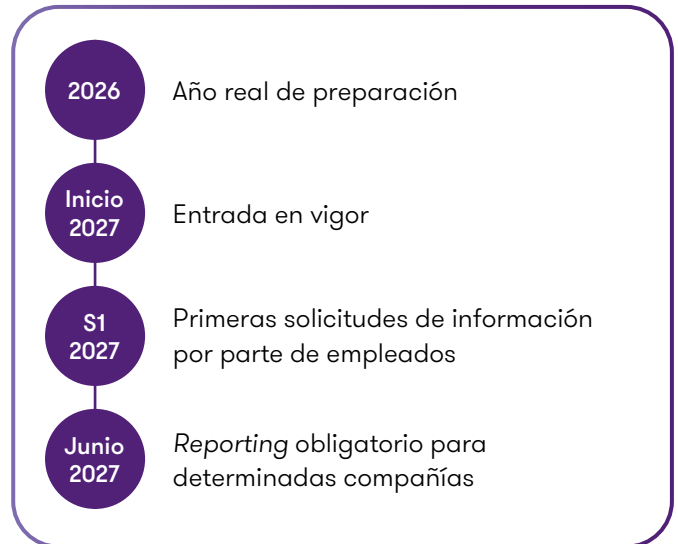 2026
Año real de preparación
Inicio
2027
Entrada en vigor
S1
2027
Primeras solicitudes de información
por parte de empleados
Junio
2027
Reporting obligatorio para
determinadas compañías